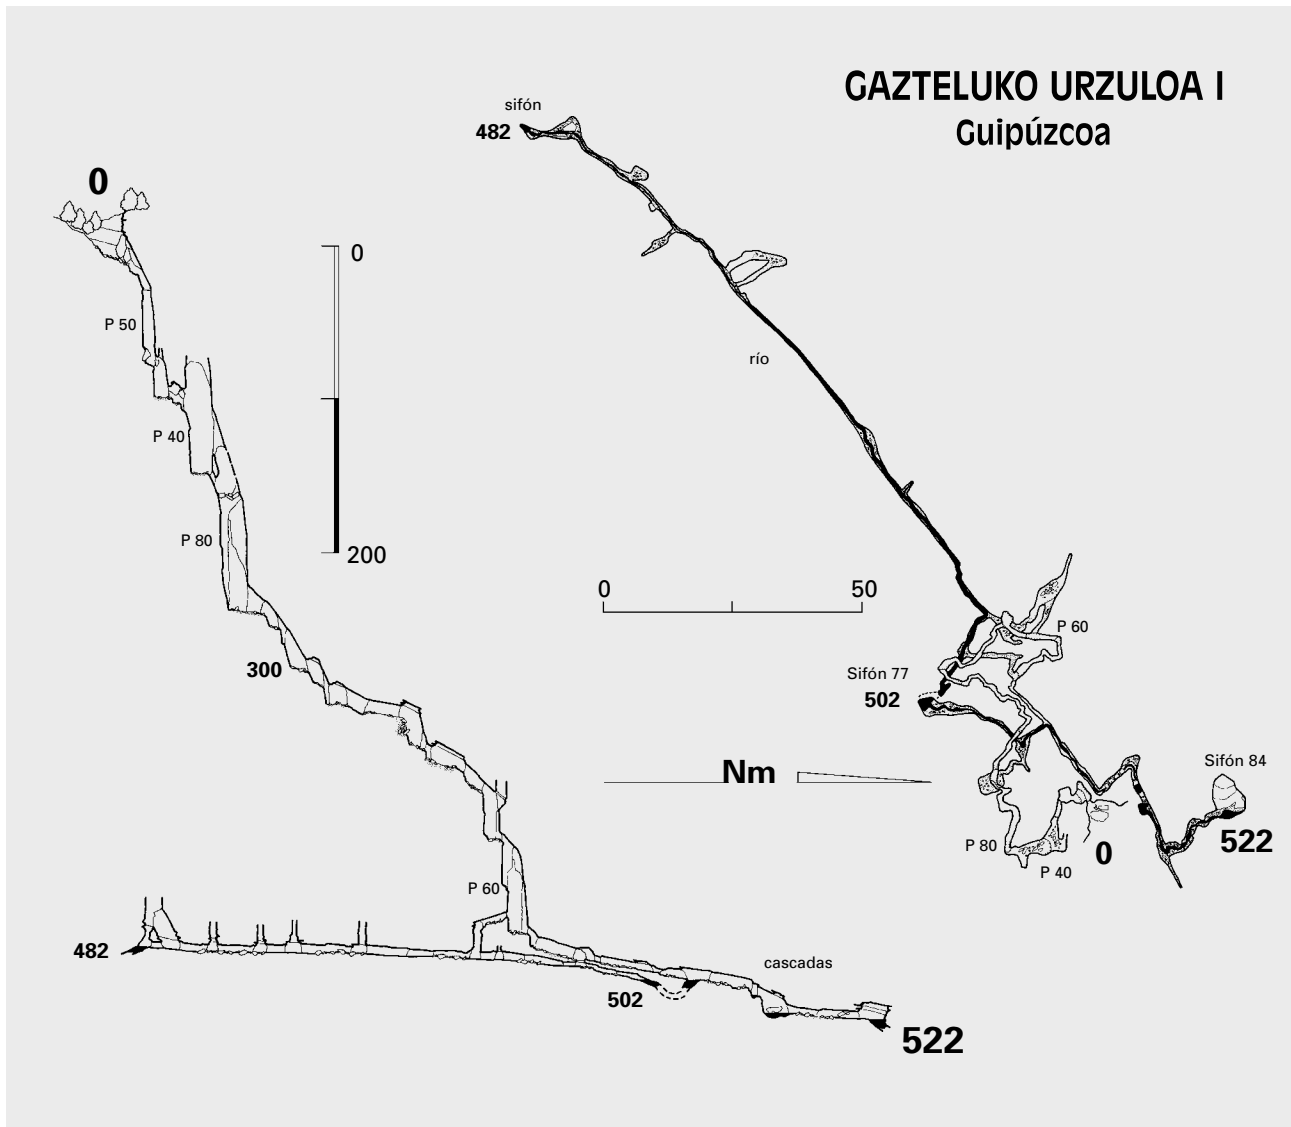 GAZTELUKO URZULOA I
Guipúzcoa
sifón
482
0
0
P 50
río
P 40
P 80
200
0
50
P 60
300
Sifón 77
502
Nm
Sifón 84
522
P 80
0
P 40
P 60
482
cascadas
502
522